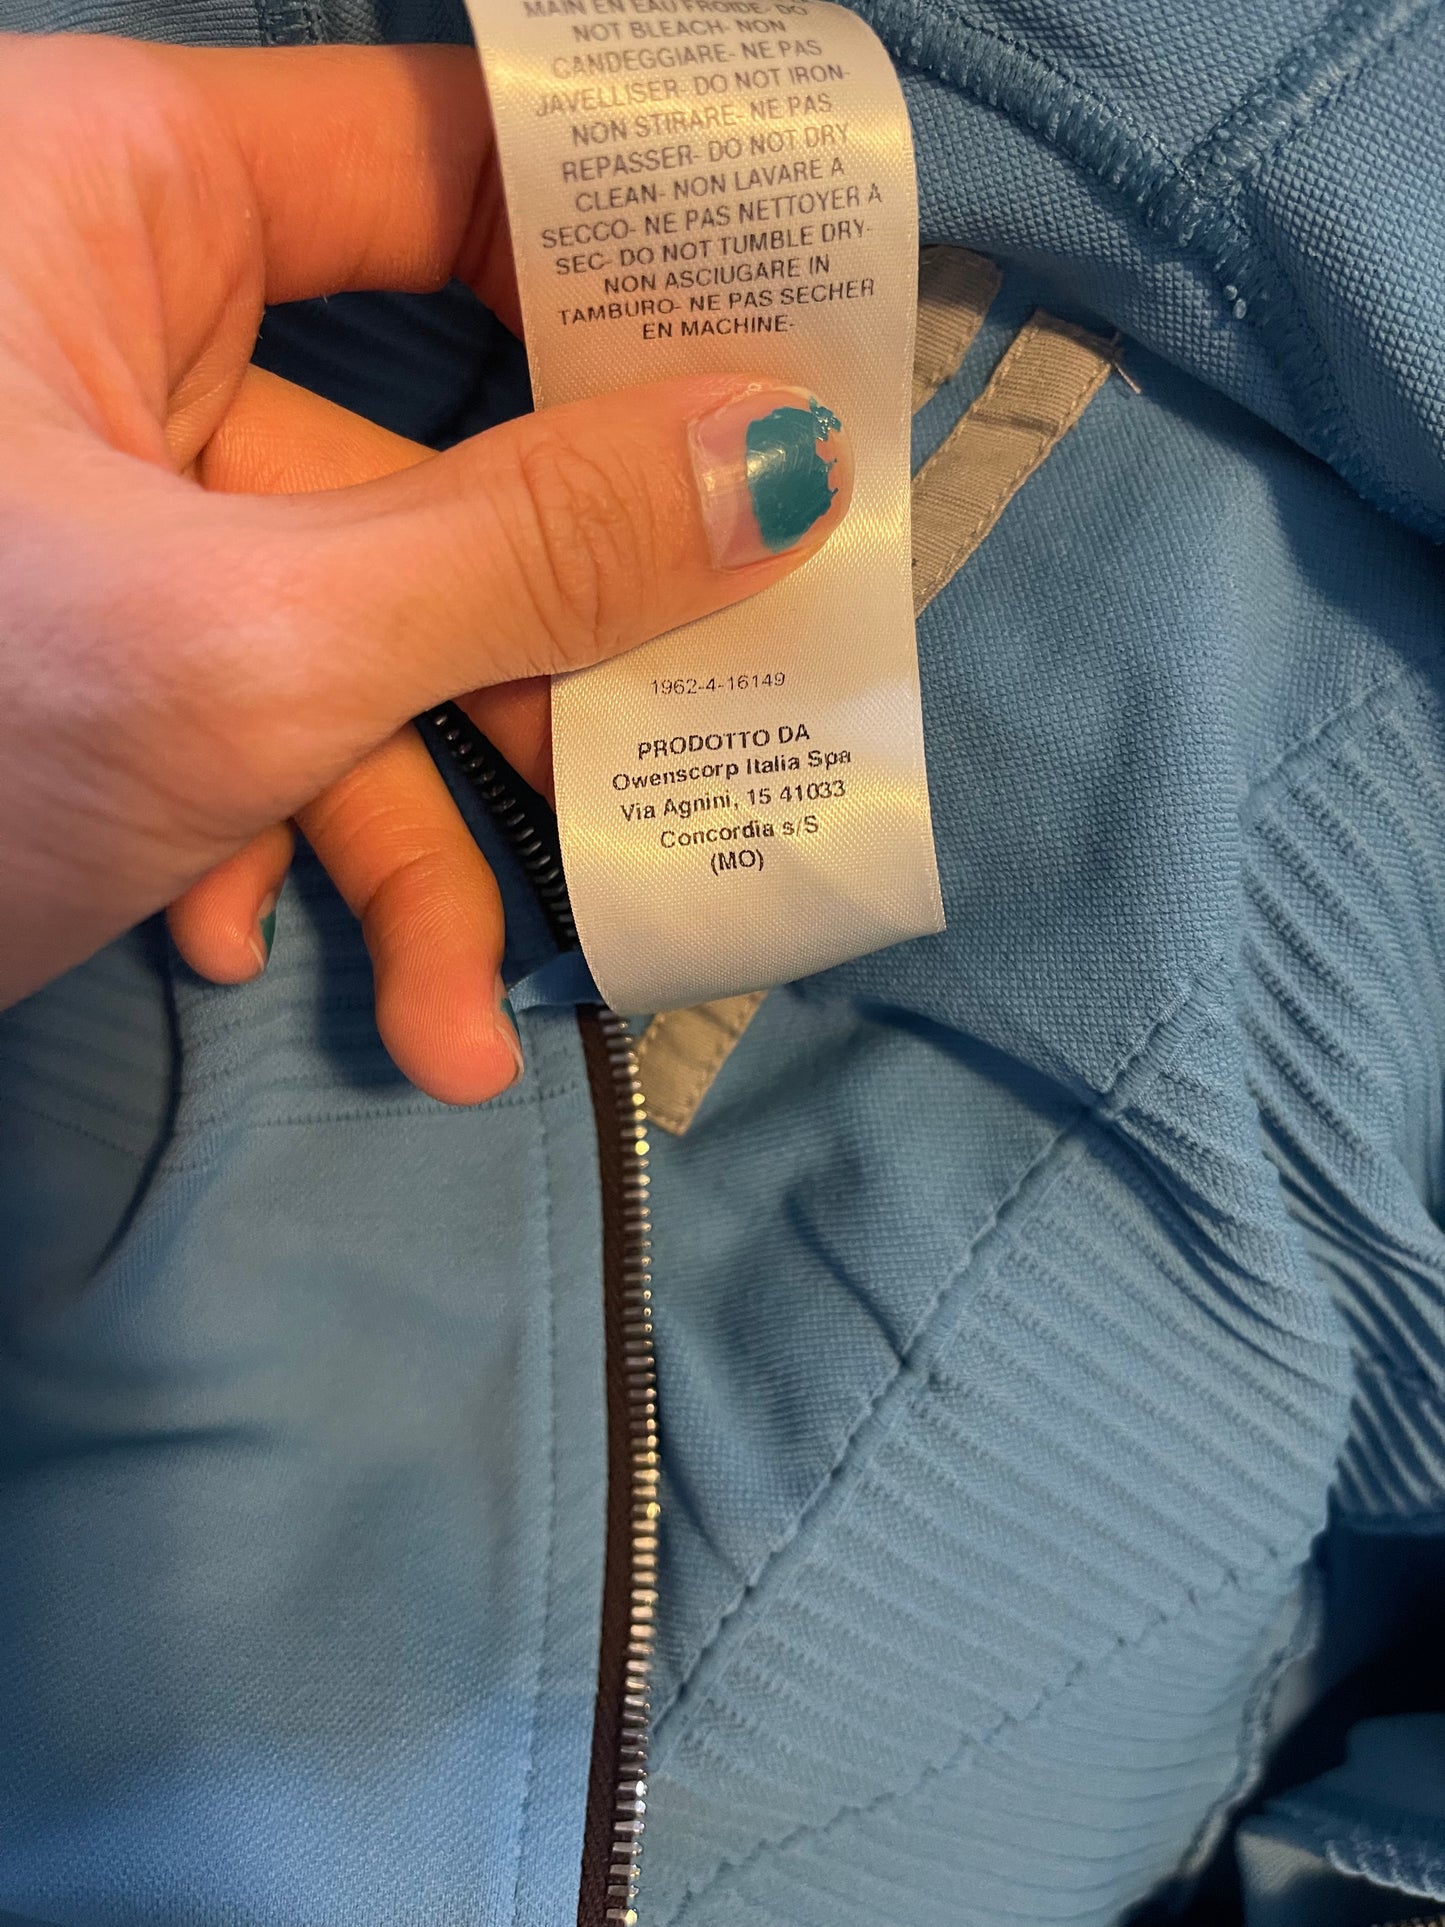 MAIN EN EAU FROIDE- DO
NOT BLEACH- NON
CANDEGGIARE- NE PAS
JAVELLISER- DO NOT IRON-
NON STIRARE- NE PAS
REPASSER- DO NOT DRY
CLEAN- NON LAVARE A
SECCO- NE PAS NETTOYER A
SEC- DO NOT TUMBLE DRY-
NON ASCIUGARE IN
TAMBURO- NE PAS SECHER
EN MACHINE-
1962-4-16149
PRODOTTO DA
Owenscorp Italia Spa
Via Agnini, 15 41033
Concordia s/S
(MO)